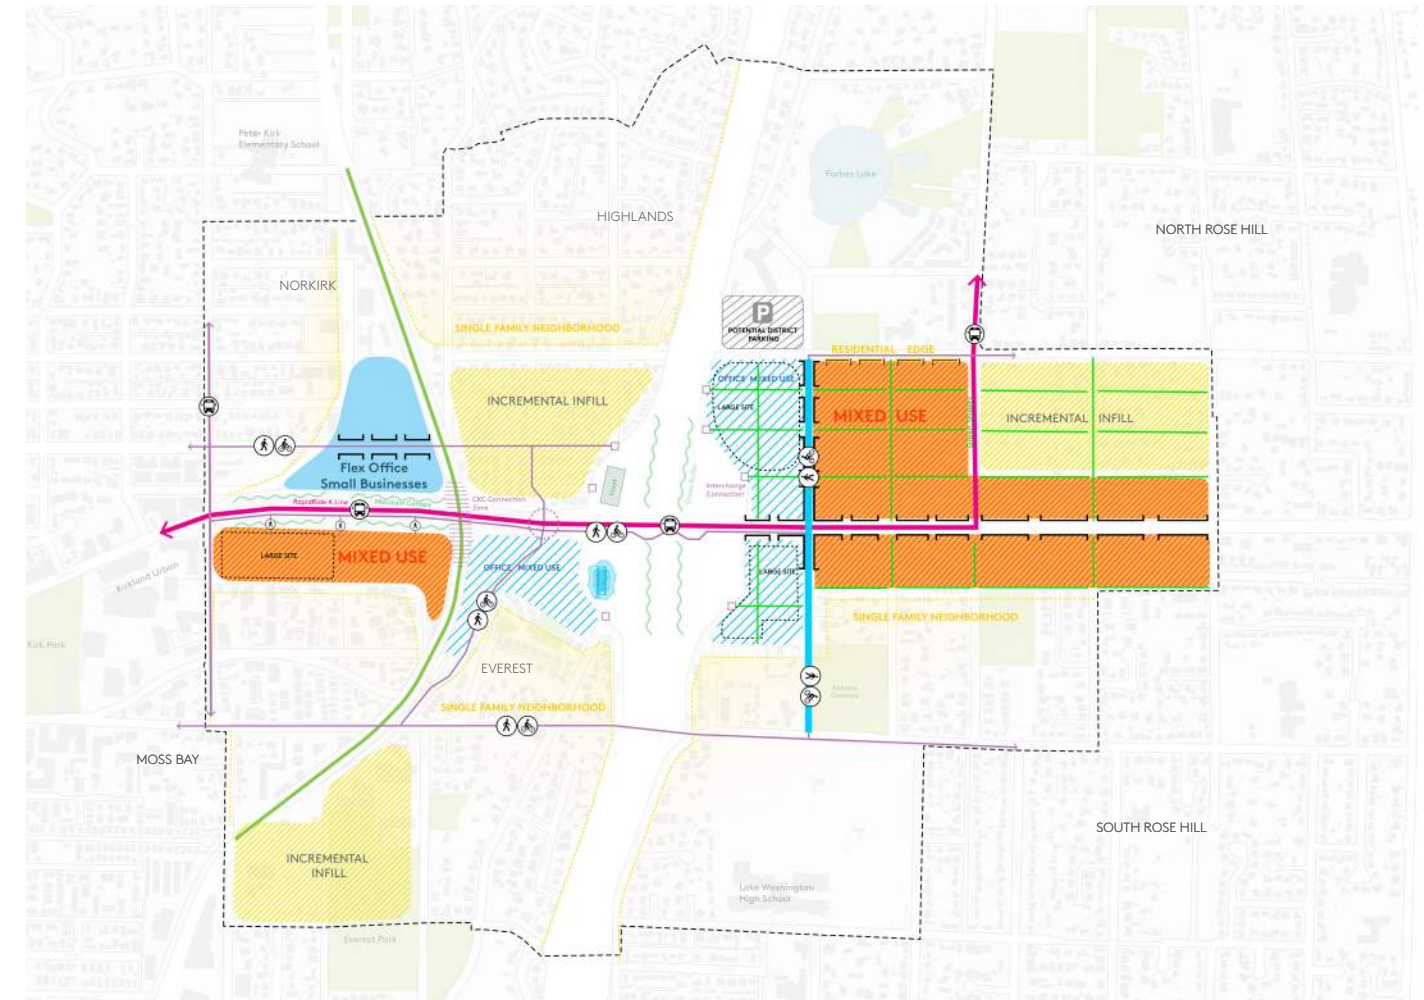 Peter Kirk
Elementary School
Forbes Lake
HIGHLANDS
NORTH ROSE HILL
NORKIRK
P
POTENTIAL DISTRICT
PARKING
SINGLE FAMILY NEIGHBORHOOD
RESIDENTIAL EDGE
OFFICE MIXED USE
LARGE SITE
INCREMENTAL INFILL
MIXED USE
INCREMENTAL INFILL
Flex Office
Small Businesses
Interchange
Connection
CKC Connection
Zone
RapidRide K Line
LARGE SITE
MIXED USE
OFFICE MIXED USE
LARGE SITE
Kirkland Urban
Kirk Park
SINGLE FAMILY NEIGHBORHOOD
EVEREST
SINGLE FAMILY NEIGHBORHOOD
MOSS BAY
SOUTH ROSE HILL
INCREMENTAL
INFILL
Lake Washington
High School
Everest Park